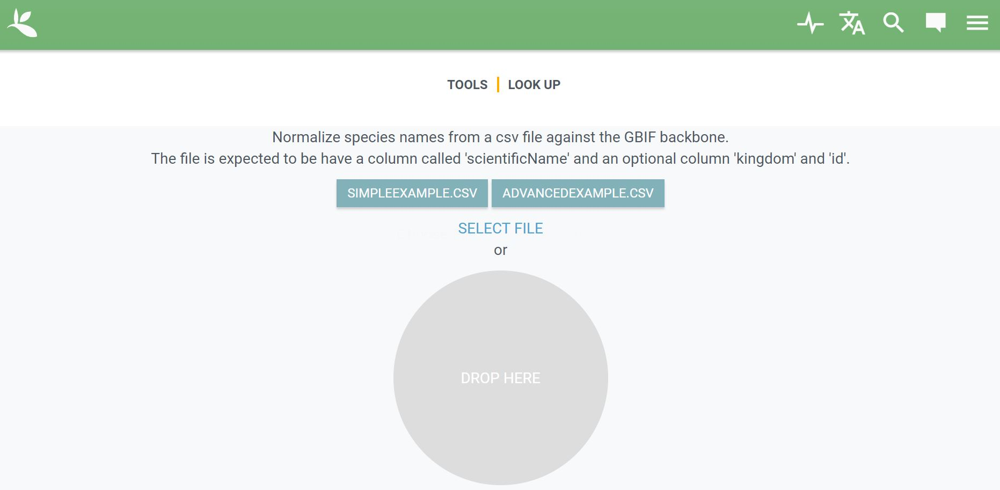 TOOLS LOOK UP
Normalize species names from a csv file against the GBIF backbone.
The file is expected to be have a column called 'scientificName' and an optional column 'kingdom' and 'id'.
SIMPLEEXAMPLE.CSV ADVANCEDEXAMPLE.CSV
SELECT FILE
or
DROP HERE